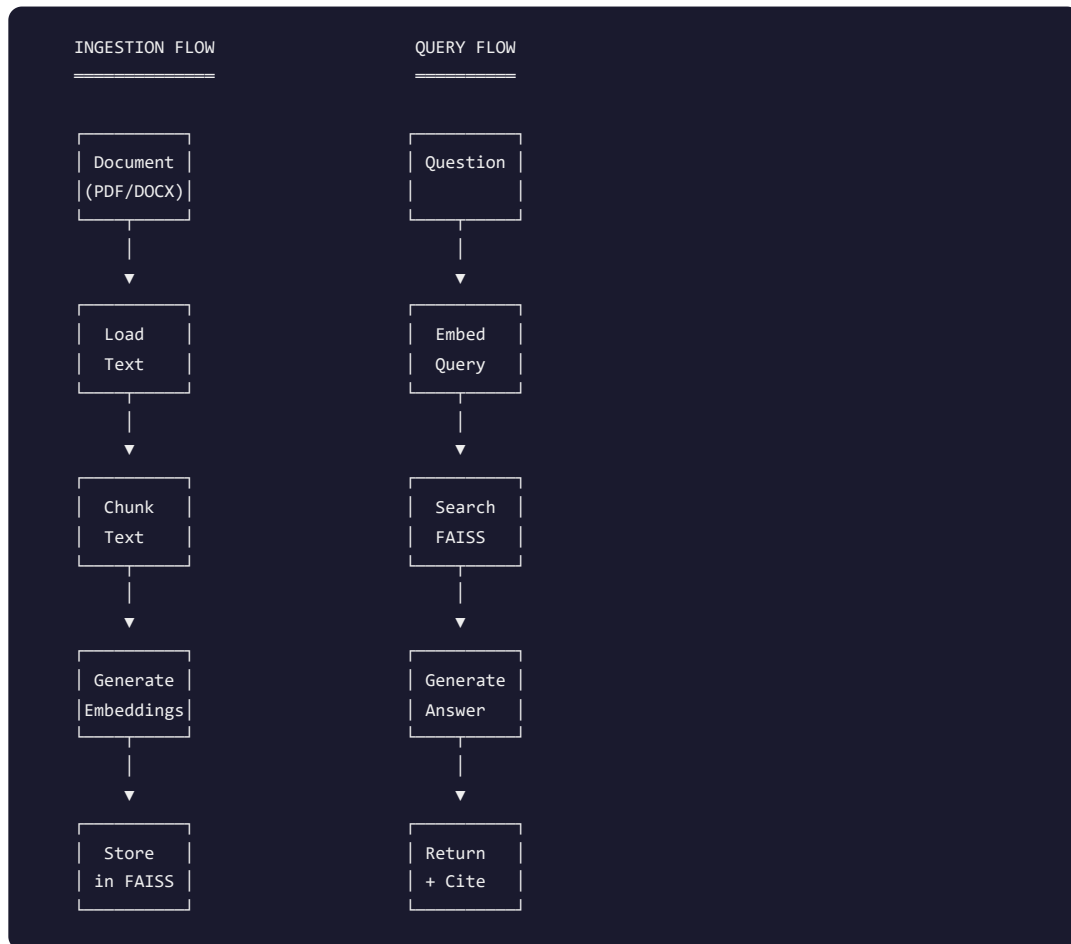 INGESTION FLOW
QUERY FLOW
Document
(PDF/DOCX)
Load
Text
Chunk
Text
Generate
Embeddings
Store
in FAISS
Question
Embed
Query
Search
FAISS
Generate
Answer
Return
+ Cite